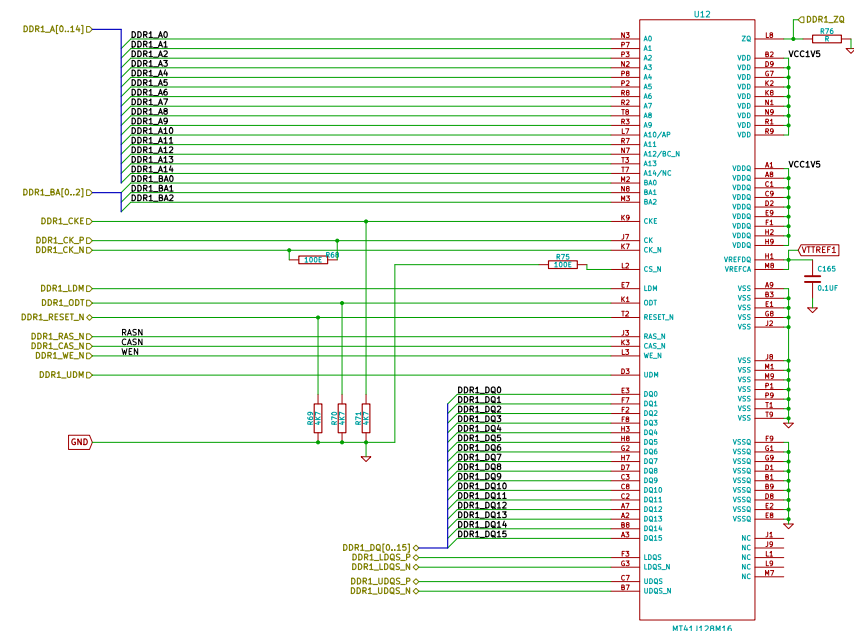 U12
DDR1_ZQ
DDR1_A[0..14]
R76
R
DDR1_A0 N3 A0 ZQ L8
DDR1_A1 P7 A1
DDR1_A2 P3 A2 VDD B2 VCC1V5
DDR1_A3 N2 A3 VDD D9
DDR1_A4 P8 A4 VDD G7
DDR1_A5 P2 A5 VDD K2
DDR1_A6 R8 A6 VDD K8
DDR1_A7 R2 A7 VDD N1
DDR1_A8 T8 A8 VDD N9
DDR1_A9 R3 A9 VDD R1
DDR1_A10 L7 A10/AP VDD R9
DDR1_A11 R7 A11
DDR1_A12 N7 A12/BC_N
DDR1_A13 T3 A13 VDDQ A1 VCC1V5
DDR1_A14 T7 A14/NC VDDQ A8
DDR1_BA0 M2 BA0 VDDQ C1
DDR1_BA[0..2] DDR1_BA1 N8 BA1 VDDQ C9
DDR1_BA2 M3 BA2 VDDQ D2
VDDQ E9
DDR1_CKE K9 CKE VDDQ F1
VDDQ H2
DDR1_CK_P J7 CK VDDQ H9
DDR1_CK_N K7 CK_N VTTREF1
R68 100E
R75 100E
VREFDQ H1
L2 CS_N VREFCA M8
C165
0.1UF
DDR1_LDM E7 LDM VSS A9
VSS B3
DDR1_ODT K1 ODT VSS E1
DDR1_RESET_N T2 RESET_N VSS G8
VSS J2
DDR1_RAS_N RASN J3 RAS_N
DDR1_CAS_N CASN K3 CAS_N
DDR1_WE_N WEN L3 WE_N
VSS J8
VSS M1
DDR1_UDM D3 UDM VSS M9
VSS P1
DDR1_DQ0 E3 DQ0 VSS P9
DDR1_DQ1 F7 DQ1 VSS T1
DDR1_DQ2 F2 DQ2 VSS T9
R69 4K7
R70 4K7
R71 4K7
DDR1_DQ3 F8 DQ3
DDR1_DQ4 H3 DQ4
GND
DDR1_DQ5 H8 DQ5 VSSQ F9
DDR1_DQ6 G2 DQ6 VSSQ G1
DDR1_DQ7 H7 DQ7 VSSQ G9
DDR1_DQ8 D7 DQ8 VSSQ D1
DDR1_DQ9 C3 DQ9 VSSQ B1
DDR1_DQ10 C8 DQ10 VSSQ B9
DDR1_DQ11 C2 DQ11 VSSQ D8
DDR1_DQ12 A7 DQ12 VSSQ E2
DDR1_DQ13 A2 DQ13 VSSQ E8
DDR1_DQ14 B8 DQ14
DDR1_DQ15 A3 DQ15 NC J1
DDR1_DQ[0..15] NC J9
DDR1_LDQS_P F3 LDQS NC L1
DDR1_LDQS_N G3 LDQS_N NC L9
NC M7
DDR1_UDQS_P C7 UDQS
DDR1_UDQS_N B7 UDQS_N
MT41J128M16